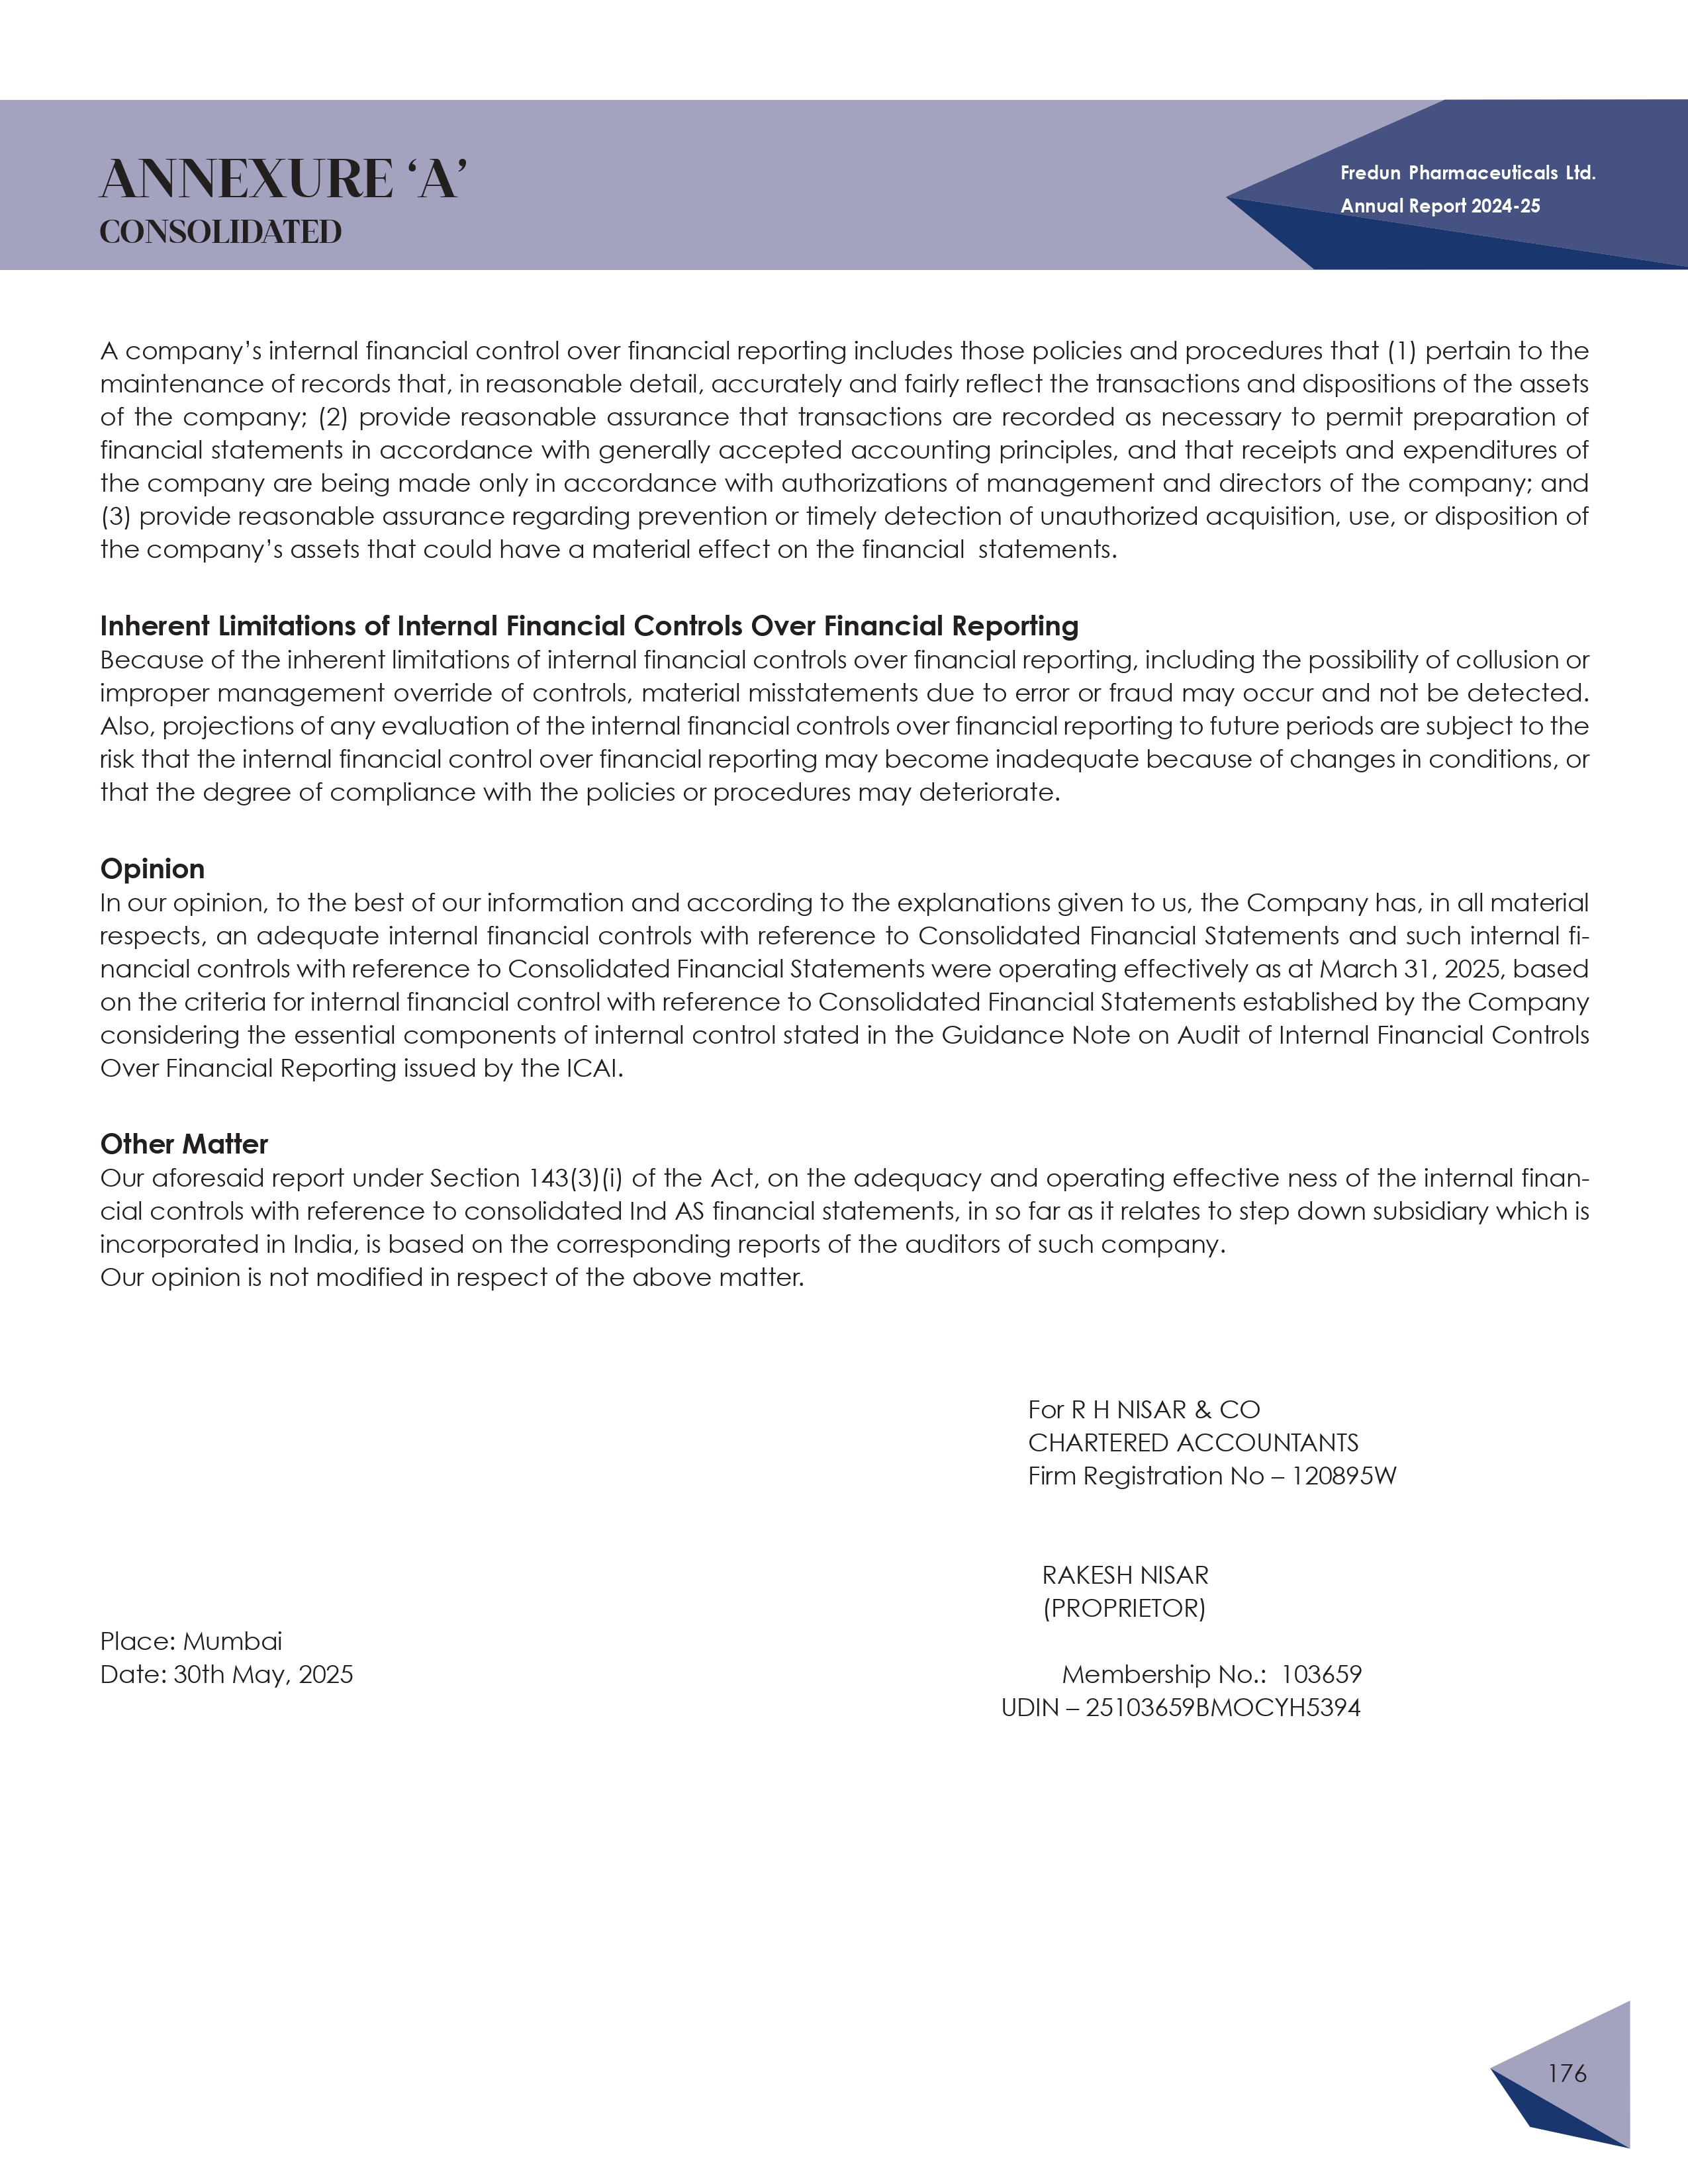 ANNEXURE ‘A’
CONSOLIDATED
Fredun Pharmaceuticals Ltd.
Annual Report 2024-25
A company’s internal financial control over financial reporting includes those policies and procedures that (1) pertain to the
maintenance of records that, in reasonable detail, accurately and fairly reflect the transactions and dispositions of the assets
of the company; (2) provide reasonable assurance that transactions are recorded as necessary to permit preparation of
financial statements in accordance with generally accepted accounting principles, and that receipts and expenditures of
the company are being made only in accordance with authorizations of management and directors of the company; and
(3) provide reasonable assurance regarding prevention or timely detection of unauthorized acquisition, use, or disposition of
the company’s assets that could have a material effect on the financial  statements.
Inherent Limitations of Internal Financial Controls Over Financial Reporting
Because of the inherent limitations of internal financial controls over financial reporting, including the possibility of collusion or
improper management override of controls, material misstatements due to error or fraud may occur and not be detected.
Also, projections of any evaluation of the internal financial controls over financial reporting to future periods are subject to the
risk that the internal financial control over financial reporting may become inadequate because of changes in conditions, or
that the degree of compliance with the policies or procedures may deteriorate.
Opinion
In our opinion, to the best of our information and according to the explanations given to us, the Company has, in all material
respects, an adequate internal financial controls with reference to Consolidated Financial Statements and such internal fi-
nancial controls with reference to Consolidated Financial Statements were operating effectively as at March 31, 2025, based
on the criteria for internal financial control with reference to Consolidated Financial Statements established by the Company
considering the essential components of internal control stated in the Guidance Note on Audit of Internal Financial Controls
Over Financial Reporting issued by the ICAI.
Other Matter
Our aforesaid report under Section 143(3)(i) of the Act, on the adequacy and operating effective ness of the internal finan-
cial controls with reference to consolidated Ind AS financial statements, in so far as it relates to step down subsidiary which is
incorporated in India, is based on the corresponding reports of the auditors of such company.
Our opinion is not modified in respect of the above matter.
For R H NISAR & CO
CHARTERED ACCOUNTANTS
Firm Registration No – 120895W
RAKESH NISAR
(PROPRIETOR)
Place: Mumbai
Date: 30th May, 2025
Membership No.:  103659
UDIN – 25103659BMOCYH5394
176